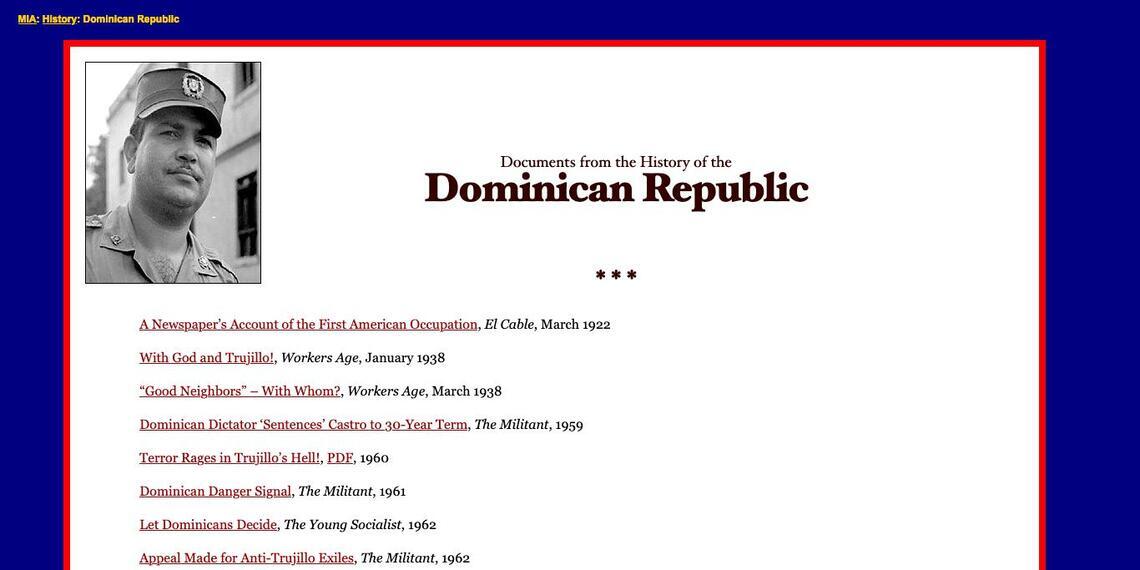 MIA: History: Dominican Republic
Documents from the History of the
Dominican Republic
* * *
A Newspaper’s Account of the First American Occupation, El Cable, March 1922
With God and Trujillo!, Workers Age, January 1938
“Good Neighbors” – With Whom?, Workers Age, March 1938
Dominican Dictator ‘Sentences’ Castro to 30-Year Term, The Militant, 1959
Terror Rages in Trujillo’s Hell!, PDF, 1960
Dominican Danger Signal, The Militant, 1961
Let Dominicans Decide, The Young Socialist, 1962
Appeal Made for Anti-Trujillo Exiles, The Militant, 1962